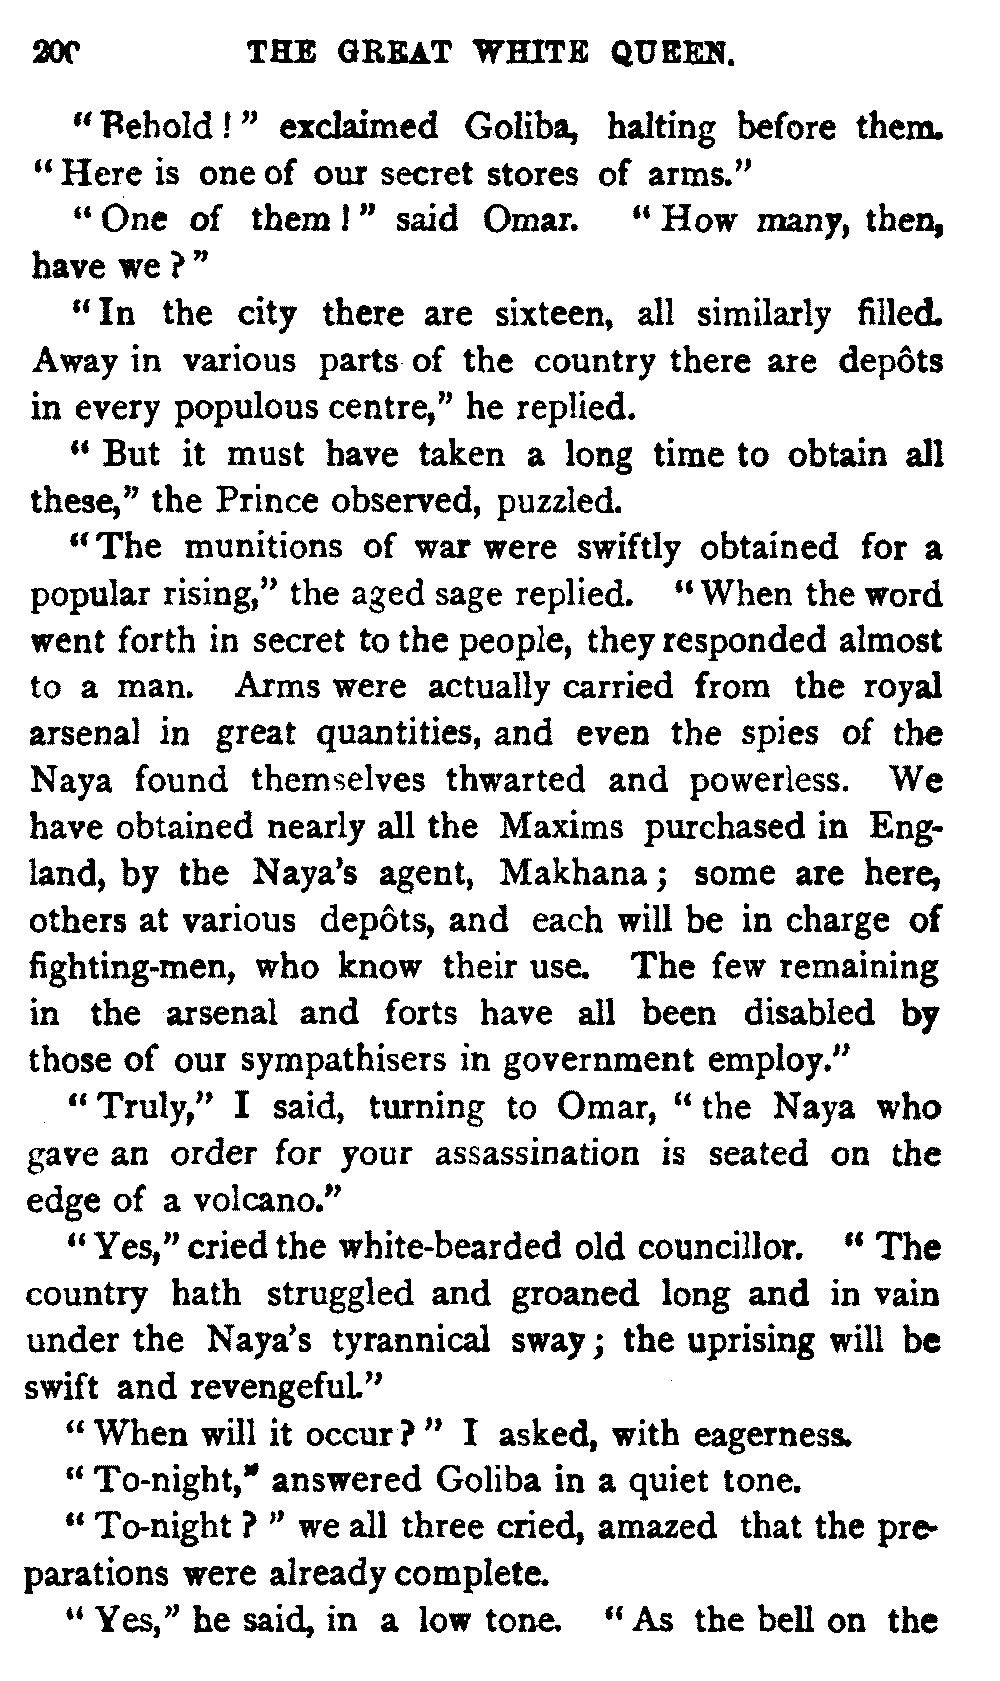 200 THE GREAT WHITE QUEEN.
"Behold!" exclaimed Goliba, halting before them.
"Here is one of our secret stores of arms."
"One of them!" said Omar. "How many, then,
have we?"
"In the city there are sixteen, all similarly filled.
Away in various parts of the country there are depôts
in every populous centre," he replied.
"But it must have taken a long time to obtain all
these," the Prince observed, puzzled.
"The munitions of war were swiftly obtained for a
popular rising," the aged sage replied. "When the word
went forth in secret to the people, they responded almost
to a man. Arms were actually carried from the royal
arsenal in great quantities, and even the spies of the
Naya found themselves thwarted and powerless. We
have obtained nearly all the Maxims purchased in Eng-
land, by the Naya's agent, Makhana; some are here,
others at various depôts, and each will be in charge of
fighting-men, who know their use. The few remaining
in the arsenal and forts have all been disabled by
those of our sympathisers in government employ."
"Truly," I said, turning to Omar, "the Naya who
gave an order for your assassination is seated on the
edge of a volcano."
"Yes," cried the white-bearded old councillor. "The
country hath struggled and groaned long and in vain
under the Naya's tyrannical sway; the uprising will be
swift and revengeful."
"When will it occur?" I asked, with eagerness.
"To-night," answered Goliba in a quiet tone.
"To-night?" we all three cried, amazed that the pre-
parations were already complete.
"Yes," he said, in a low tone. "As the bell on the